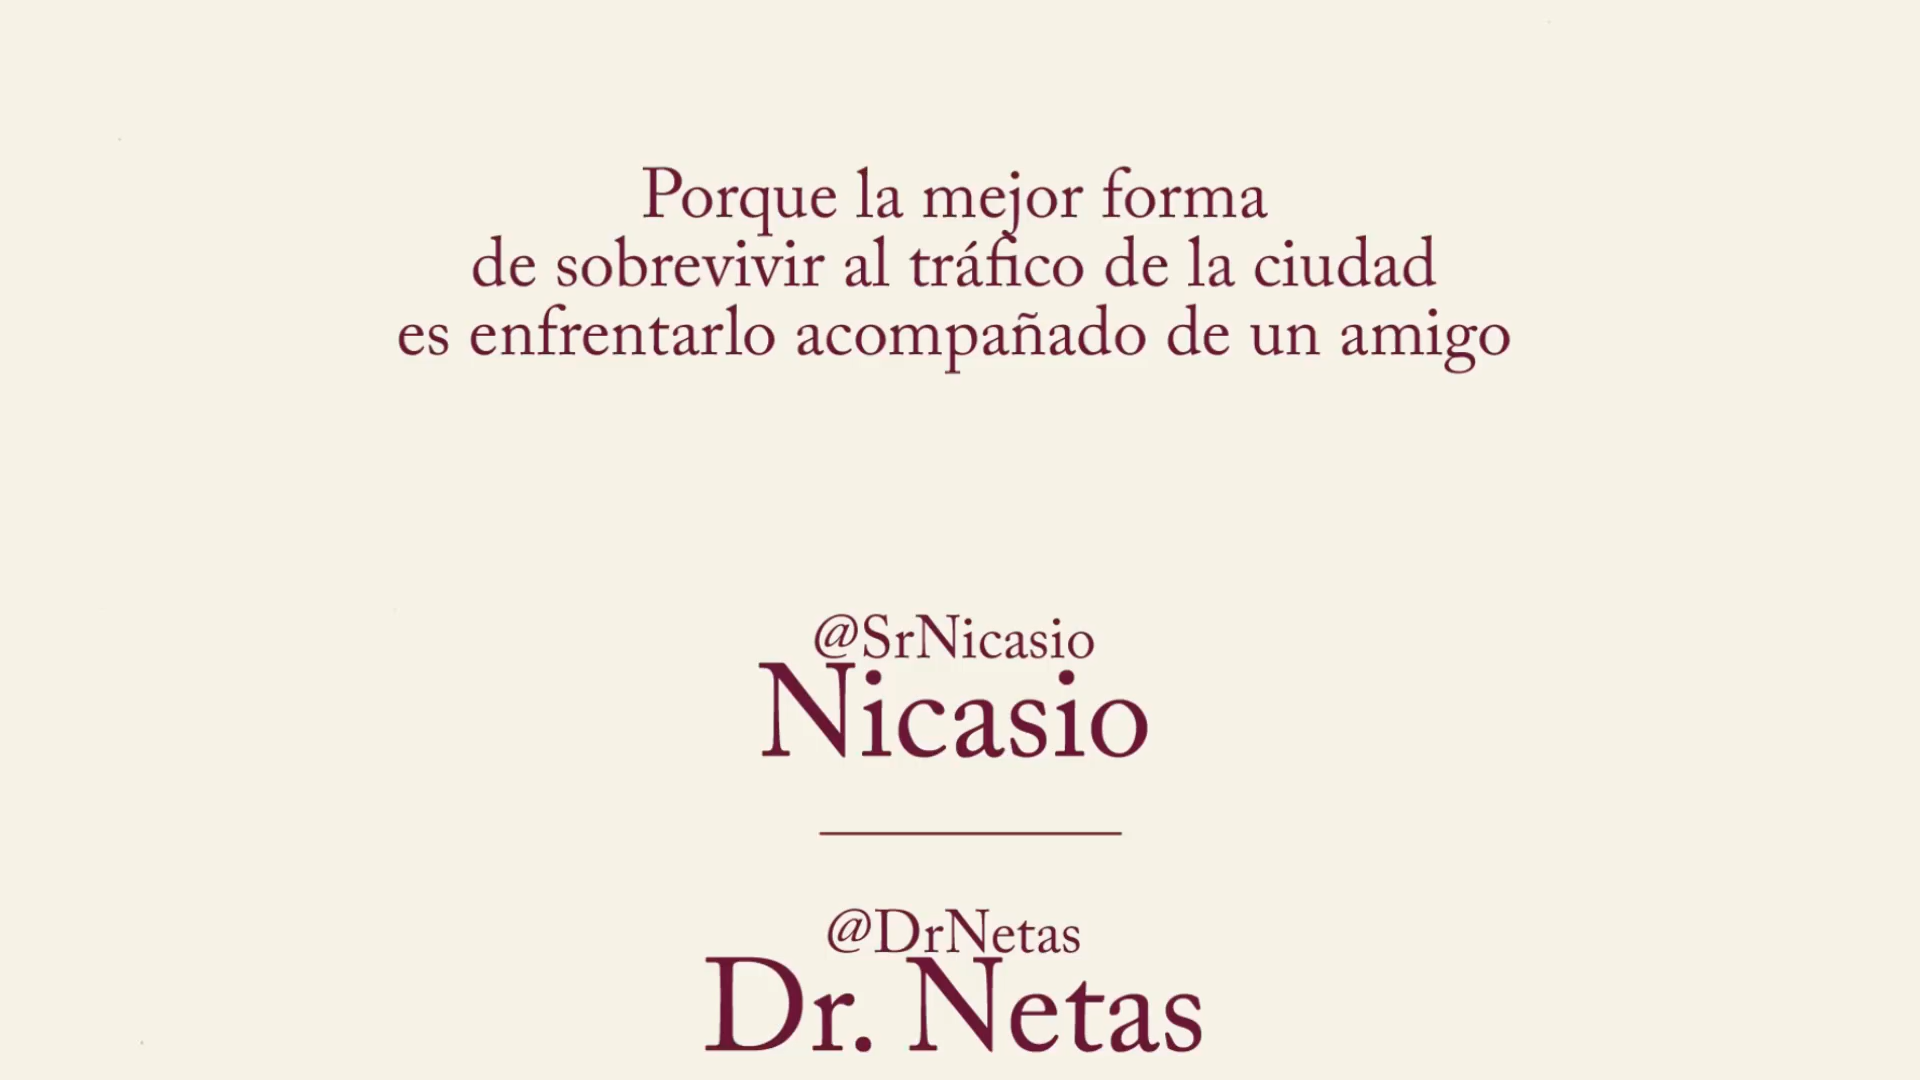 Porque la mejor forma
de sobrevivir al tráfico de la ciudad
es enfrentarlo acompañado de un amigo
@SrNicasio
Nicasio
@DrNetas
Dr. Netas